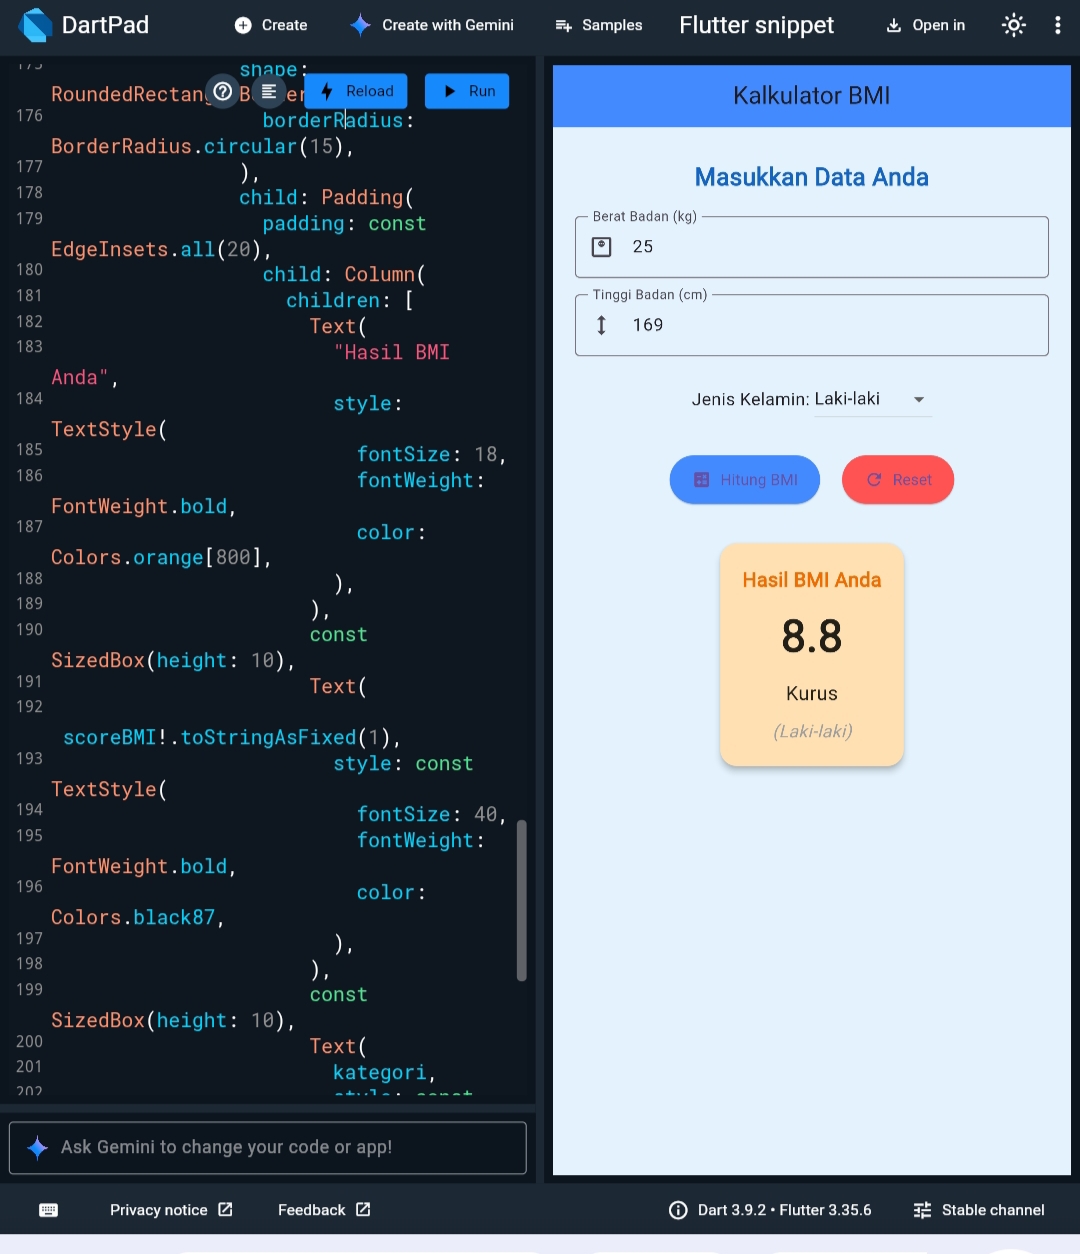 DartPad
Create
Create with Gemini
Samples
Flutter snippet
Open in
Reload
Run
175 shape:
RoundedRectang
176 borderRadius:
BorderRadius.circular(15),
177 ),
178 child: Padding(
179 padding: const
EdgeInsets.all(20),
180 child: Column(
181 children: [
182 Text(
183 "Hasil BMI
Anda",
184 style:
TextStyle(
185 fontSize: 18,
186 fontWeight:
FontWeight.bold,
187 color:
Colors.orange[800],
188 ),
189 ),
190 const
SizedBox(height: 10),
191 Text(
192
scoreBMI!.toStringAsFixed(1),
193 style: const
TextStyle(
194 fontSize: 40,
195 fontWeight:
FontWeight.bold,
196 color:
Colors.black87,
197 ),
198 ),
199 const
SizedBox(height: 10),
200 Text(
201 kategori,
202 style: const
Ask Gemini to change your code or app!
Kalkulator BMI
Masukkan Data Anda
Berat Badan (kg)
25
Tinggi Badan (cm)
169
Jenis Kelamin: Laki-laki
Hitung BMI
Reset
Hasil BMI Anda
8.8
Kurus
(Laki-laki)
Privacy notice
Feedback
Dart 3.9.2 • Flutter 3.35.6
Stable channel